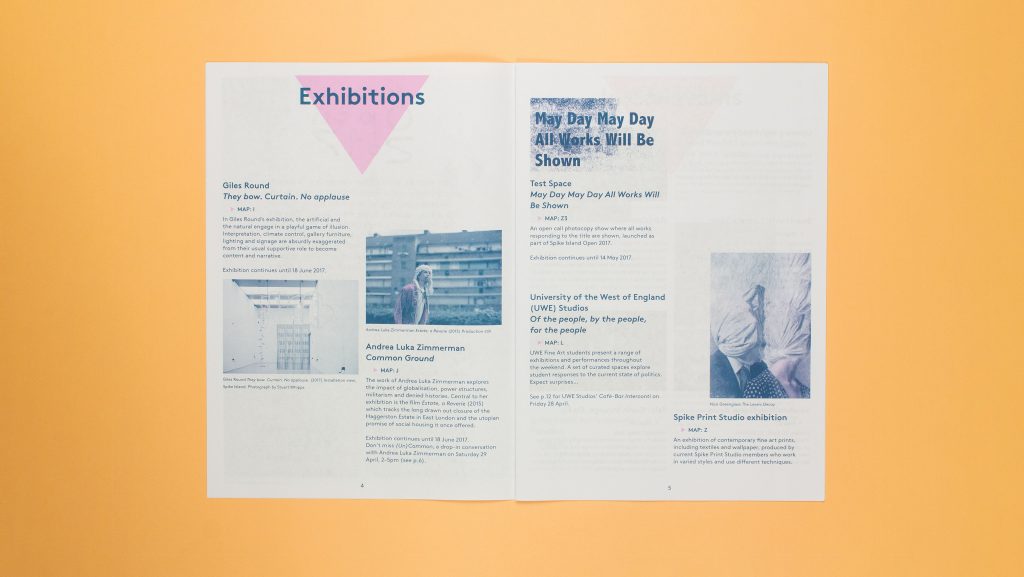 Exhibitions
Giles Round
They bow. Curtain. No applause
MAP: I
In Giles Round's exhibition, the artificial and
the natural engage in a playful game of illusion.
Interpretation, climate control, gallery furniture,
lighting and signage are absurdly exaggerated
from their usual supportive role to become
content and narrative.
Exhibition continues until 18 June 2017.
Giles Round They bow. Curtain. No applause. (2017) Installation view,
Spike Island. Photograph by Stuart Whipps
Andrea Luka Zimmerman Estate, a Reverie (2015) Production still
Andrea Luka Zimmerman
Common Ground
MAP: J
The work of Andrea Luka Zimmerman explores
the impact of globalisation, power structures,
militarism and denied histories. Central to her
exhibition is the film Estate, a Reverie (2015)
which tracks the long drawn out closure of the
Haggerston Estate in East London and the utopian
promise of social housing it once offered.
Exhibition continues until 18 June 2017.
Don't miss (Un)Common, a drop-in conversation
with Andrea Luka Zimmerman on Saturday 29
April, 2–5pm (see p.6).
4
May Day May Day
All Works Will Be
Shown
Test Space
May Day May Day All Works Will
Be Shown
MAP: Z3
An open call photocopy show where all works
responding to the title are shown, launched as
part of Spike Island Open 2017.
Exhibition continues until 14 May 2017.
University of the West of England
(UWE) Studios
Of the people, by the people,
for the people
MAP: L
UWE Fine Art students present a range of
exhibitions and performances throughout
the weekend. A set of curated spaces explore
student responses to the current state of politics.
Expect surprises...
See p.12 for UWE Studios' Café-Bar Interconti on
Friday 28 April.
Nick Greenglass The Lovers
Spike Print Studio exhibition
MAP: Z
An exhibition of contemporary fine art prints,
including textiles and wallpaper, produced by
current Spike Print Studio members who work
in varied styles and use different techniques.
5